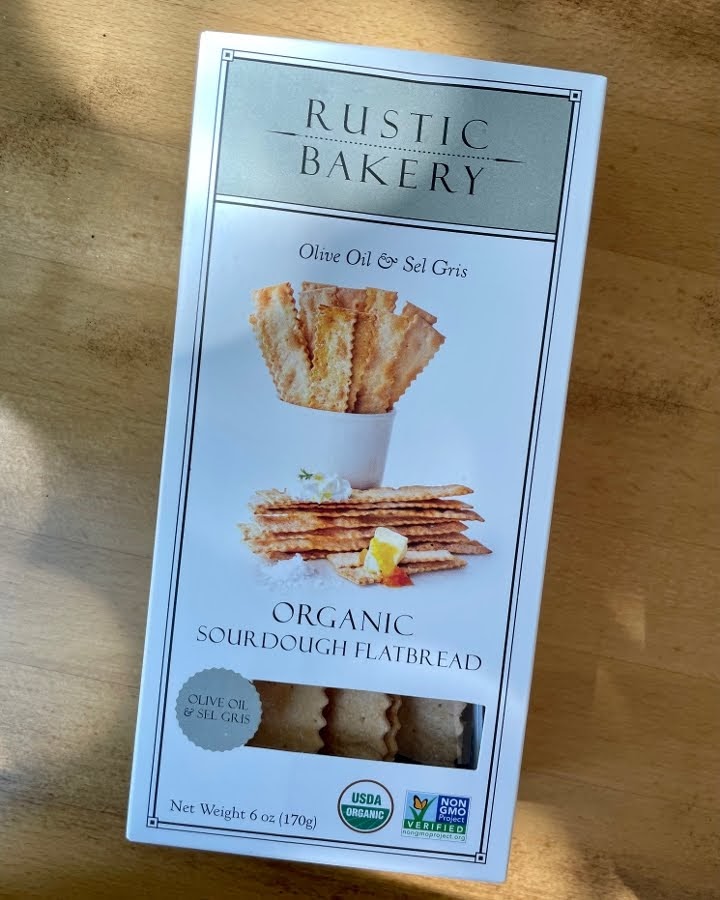 RUSTIC
BAKERY
Olive Oil & Sel Gris
ORGANIC
SOURDOUGH FLATBREAD
OLIVE OIL
& SEL GRIS
Net Weight 6 oz (170g)
USDA
ORGANIC
NON
GMO
Project
VERIFIED
nongmoproject.org